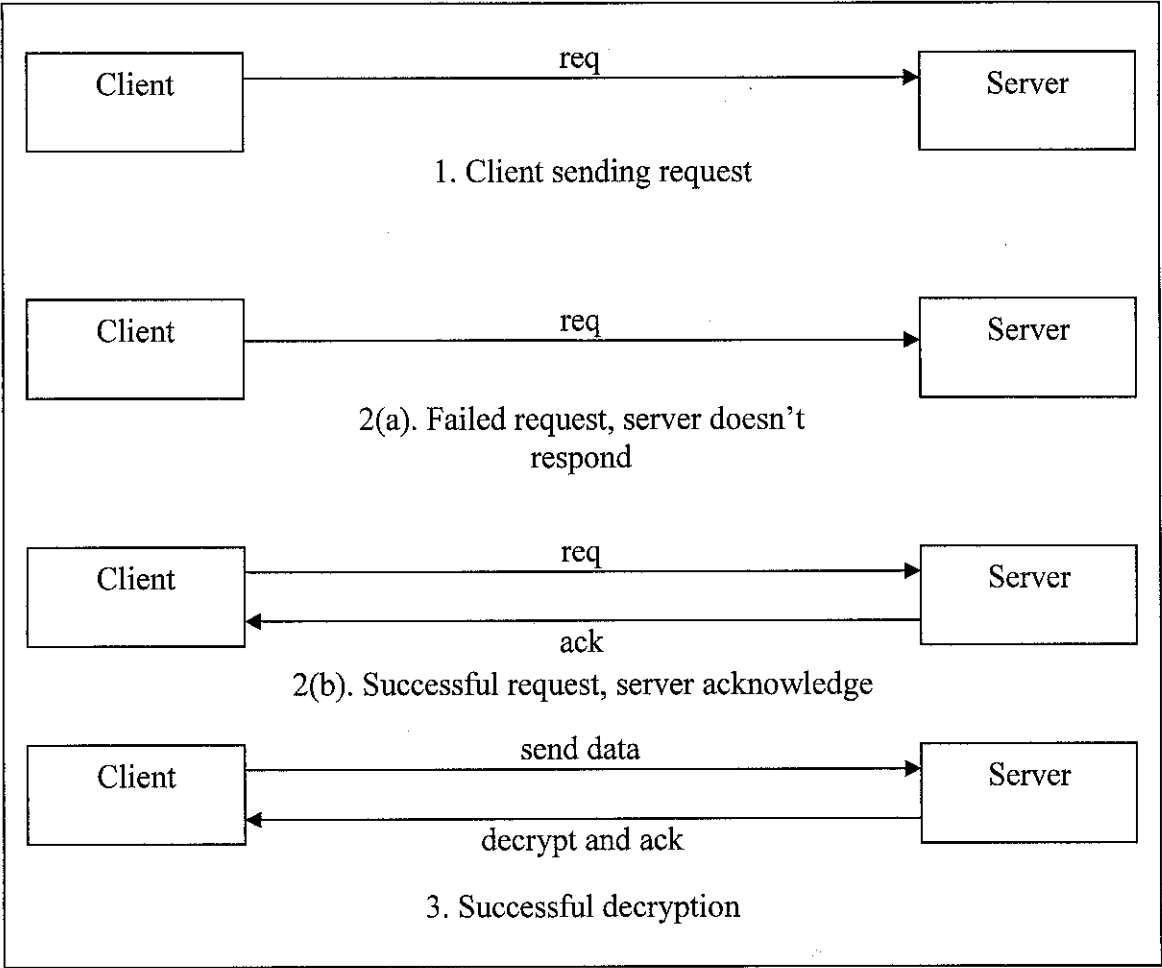 req
Client
Server
1. Client sending request
req
Client
Server
2(a). Failed request, server doesn't
respond
req
Client
Server
ack
2(b). Successful request, server acknowledge
send data
Client
Server
decrypt and ack
3. Successful decryption